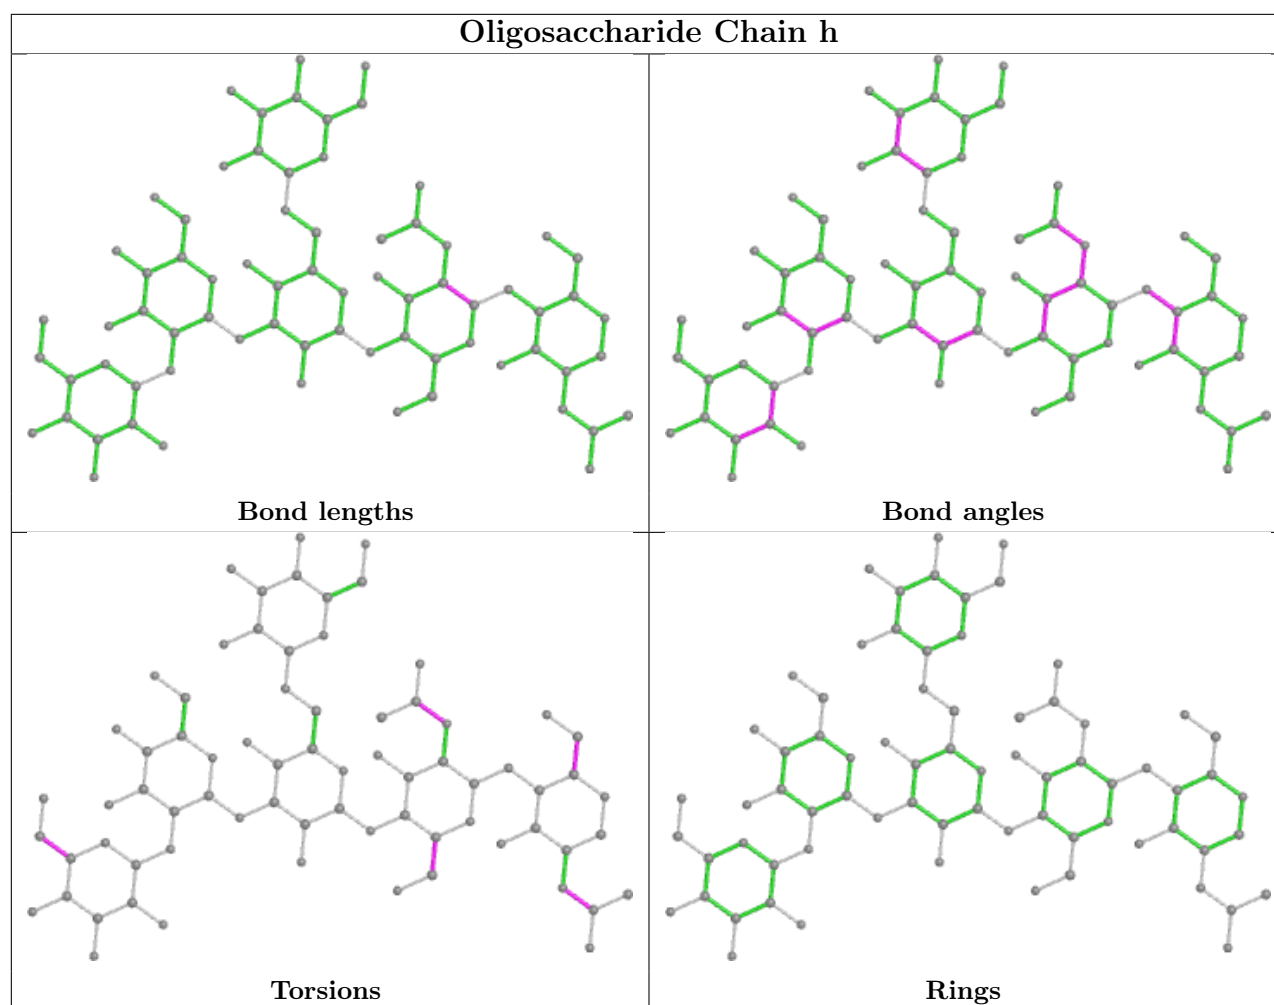 Oligosaccharide Chain h
Bond lengths
Bond angles
Torsions
Rings